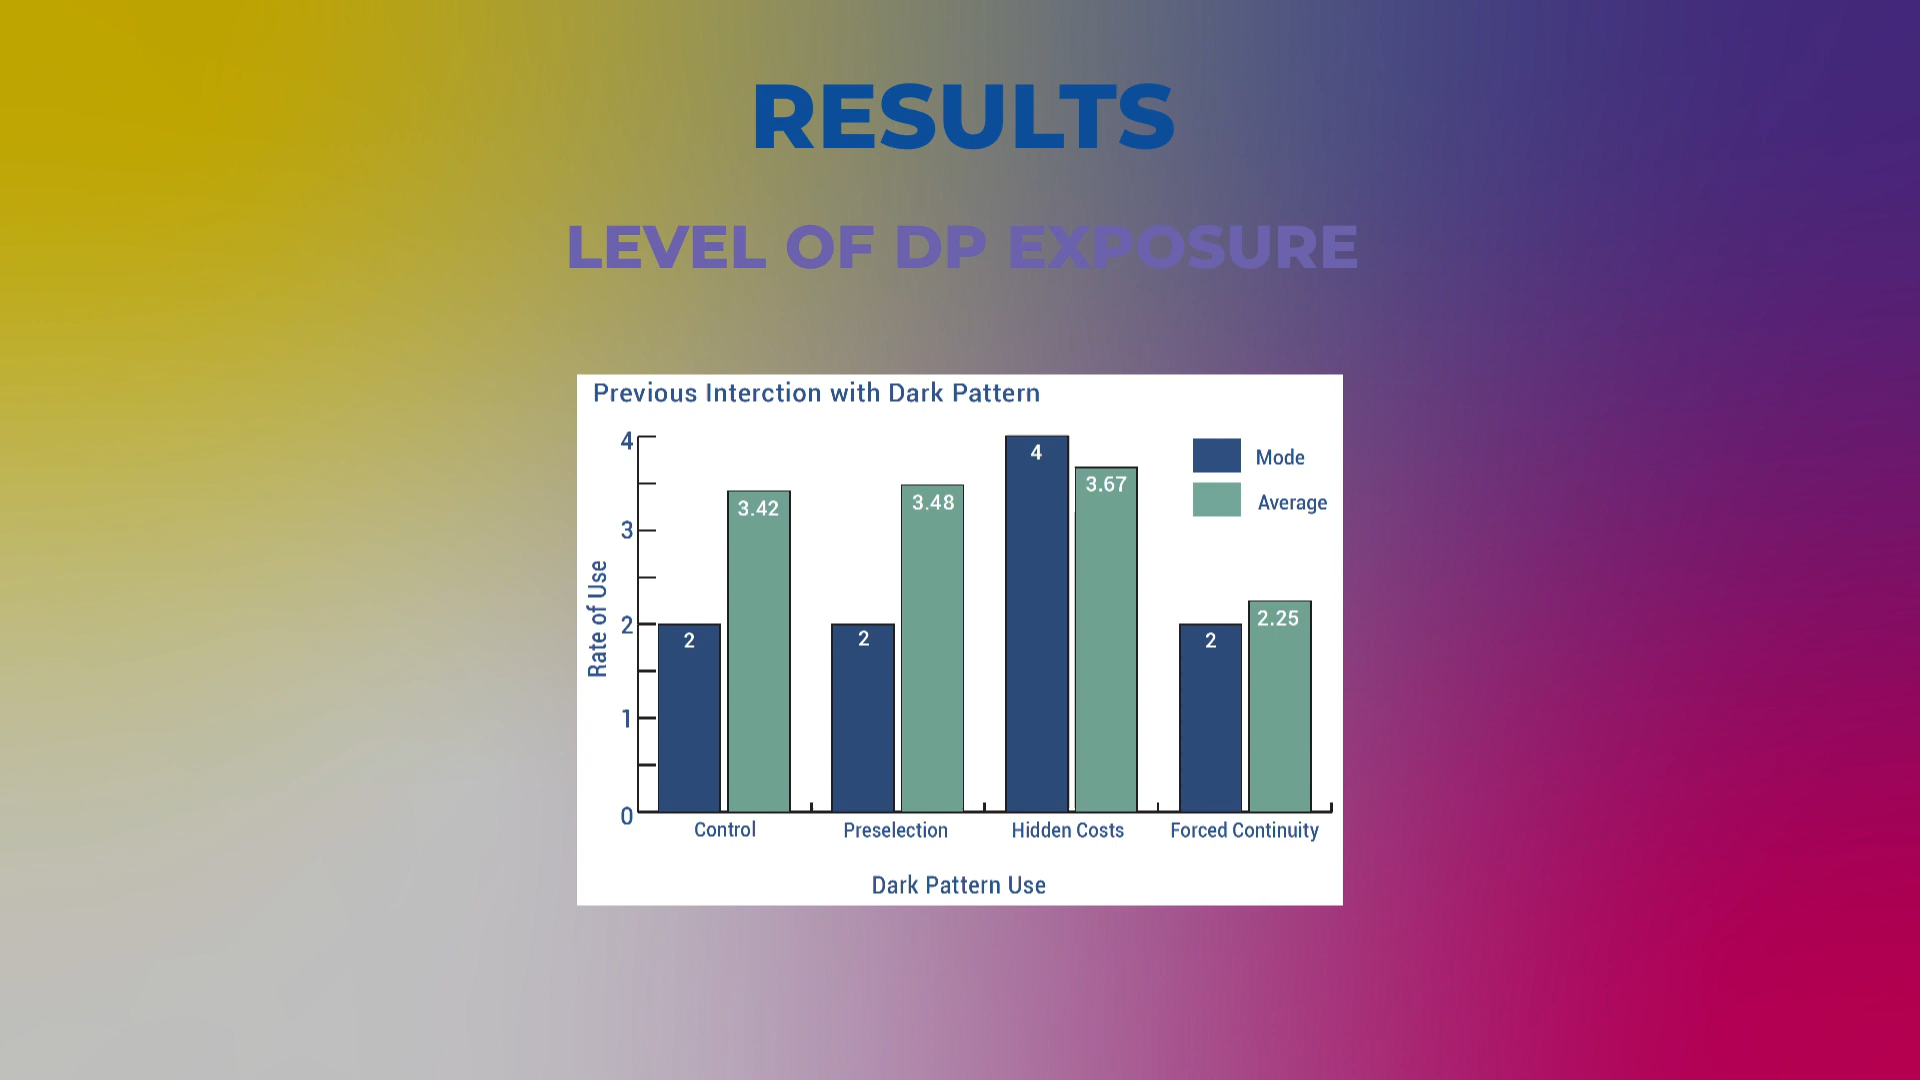 RESULTS
LEVEL OF DP EXPOSURE
Previous Interction with Dark Pattern
4
3
2
1
0
Rate of Use
2
3.42
2
3.48
4
3.67
2
2.25
Mode
Average
Control
Preselection
Hidden Costs
Forced Continuity
Dark Pattern Use